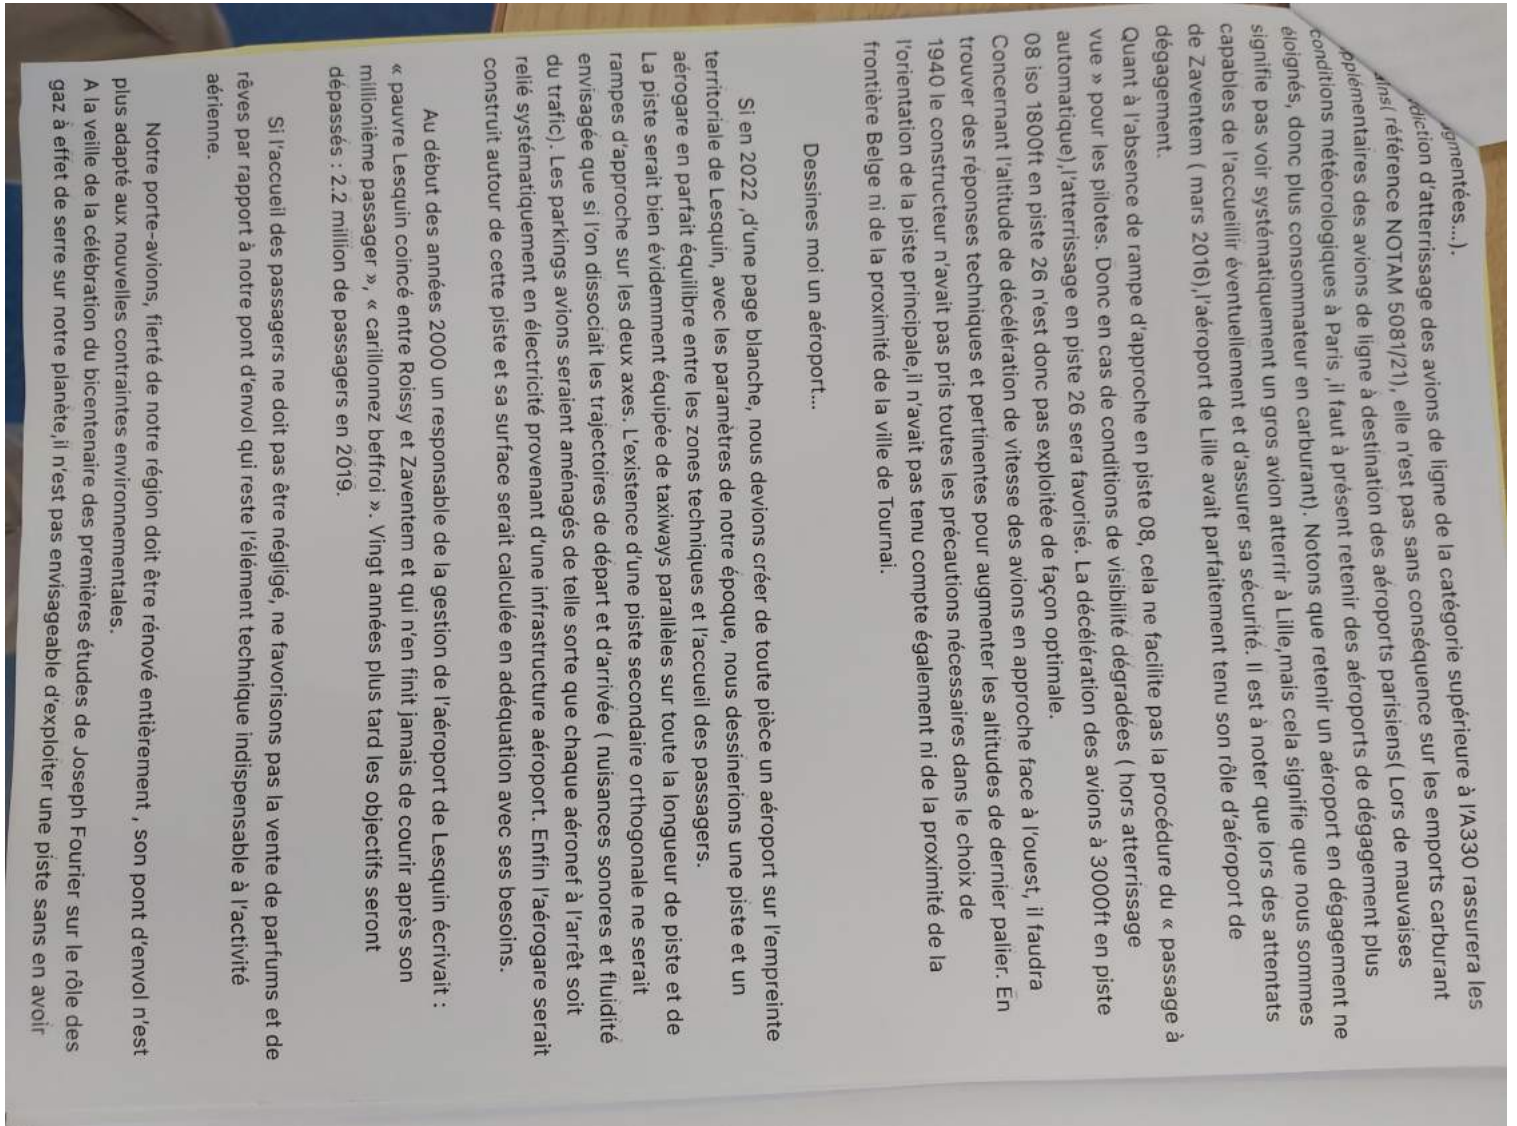 gmentées...).
diction d'atterrissage des avions de ligne de la catégorie supérieure à l'A330 rassurera les
ains( référence NOTAM 5081/21), elle n'est pas sans conséquence sur les emports carburant
pplémentaires des avions de ligne à destination des aéroports parisiens( Lors de mauvaises
conditions météorologiques à Paris ,il faut à présent retenir des aéroports de dégagement plus
éloignés, donc plus consommateur en carburant). Notons que retenir un aéroport en dégagement ne
signifie pas voir systématiquement un gros avion atterrir à Lille,mais cela signifie que nous sommes
capables de l'accueillir éventuellement et d'assurer sa sécurité. Il est à noter que lors des attentats
de Zaventem ( mars 2016),l'aéroport de Lille avait parfaitement tenu son rôle d'aéroport de
dégagement.
Quant à l'absence de rampe d'approche en piste 08, cela ne facilite pas la procédure du « passage à
vue » pour les pilotes. Donc en cas de conditions de visibilité dégradées ( hors atterrissage
automatique),l'atterrissage en piste 26 sera favorisé. La décélération des avions à 3000ft en piste
08 iso 1800ft en piste 26 n'est donc pas exploitée de façon optimale.
Concernant l'altitude de décélération de vitesse des avions en approche face à l'ouest, il faudra
trouver des réponses techniques et pertinentes pour augmenter les altitudes de dernier palier. En
1940 le constructeur n'avait pas pris toutes les précautions nécessaires dans le choix de
l'orientation de la piste principale,il n'avait pas tenu compte également ni de la proximité de la
frontière Belge ni de la proximité de la ville de Tournai.
Dessines moi un aéroport...
Si en 2022 ,d'une page blanche, nous devions créer de toute pièce un aéroport sur l'empreinte
territoriale de Lesquin, avec les paramètres de notre époque, nous dessinerions une piste et un
aérogare en parfait équilibre entre les zones techniques et l'accueil des passagers.
La piste serait bien évidemment équipée de taxiways parallèles sur toute la longueur de piste et de
rampes d'approche sur les deux axes. L'existence d'une piste secondaire orthogonale ne serait
envisagée que si l'on dissociait les trajectoires de départ et d'arrivée ( nuisances sonores et fluidité
du trafic). Les parkings avions seraient aménagés de telle sorte que chaque aéronef à l'arrêt soit
relié systématiquement en électricité provenant d'une infrastructure aéroport. Enfin l'aérogare serait
construit autour de cette piste et sa surface serait calculée en adéquation avec ses besoins.
Au début des années 2000 un responsable de la gestion de l'aéroport de Lesquin écrivait :
« pauvre Lesquin coincé entre Roissy et Zaventem et qui n'en finit jamais de courir après son
millionième passager », « carillonnez beffroi ». Vingt années plus tard les objectifs seront
dépassés : 2.2 million de passagers en 2019.
Si l'accueil des passagers ne doit pas être négligé, ne favorisons pas la vente de parfums et de
rêves par rapport à notre pont d'envol qui reste l'élément technique indispensable à l'activité
aérienne.
Notre porte-avions, fierté de notre région doit être rénové entièrement , son pont d'envol n'est
plus adapté aux nouvelles contraintes environnementales.
A la veille de la célébration du bicentenaire des premières études de Joseph Fourier sur le rôle des
gaz à effet de serre sur notre planète,il n'est pas envisageable d'exploiter une piste sans en avoir